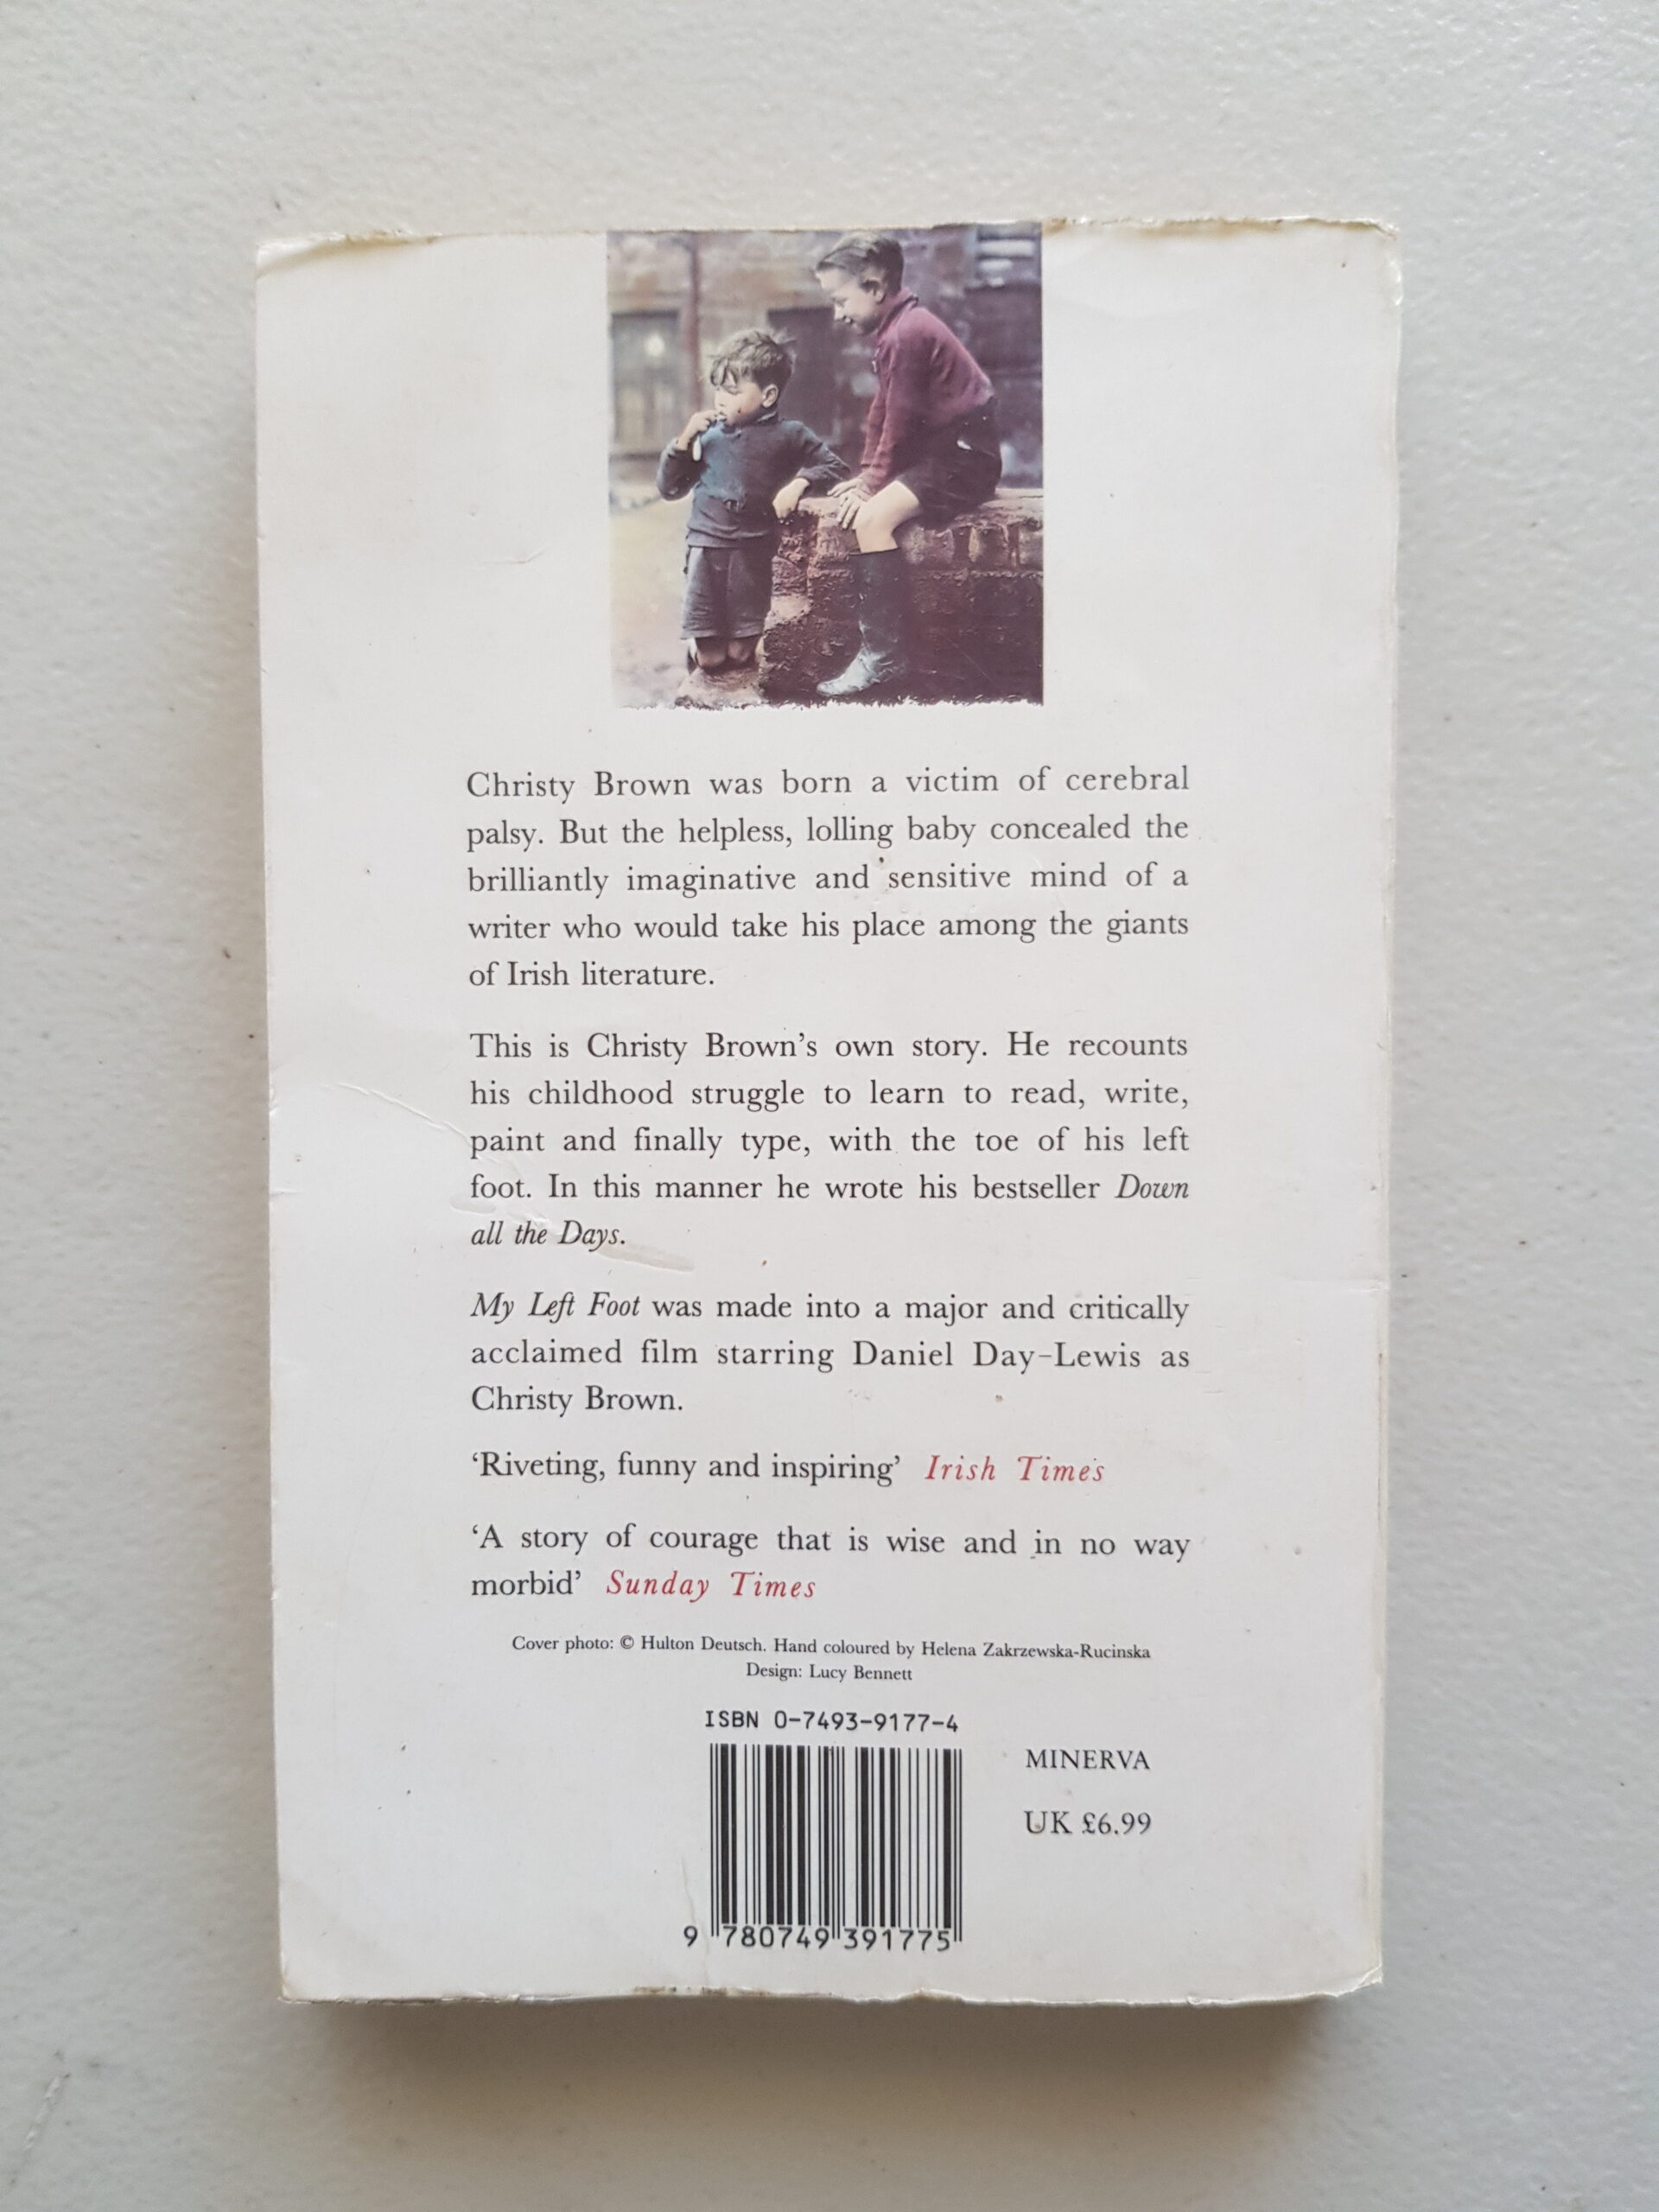 Christy Brown was born a victim of cerebral
palsy. But the helpless, lolling baby concealed the
brilliantly imaginative and sensitive mind of a
writer who would take his place among the giants
of Irish literature.
This is Christy Brown’s own story. He recounts
his childhood struggle to learn to read, write,
paint and finally type, with the toe of his left
foot. In this manner he wrote his bestseller Down
all the Days.
My Left Foot was made into a major and critically
acclaimed film starring Daniel Day-Lewis as
Christy Brown.
‘Riveting, funny and inspiring’ Irish Times
‘A story of courage that is wise and in no way
morbid’ Sunday Times
Cover photo: © Hulton Deutsch. Hand coloured by Helena Zakrzewska-Rucinska
Design: Lucy Bennett
ISBN 0-7493-9177-4
MINERVA
UK £6.99
9 780749 391775